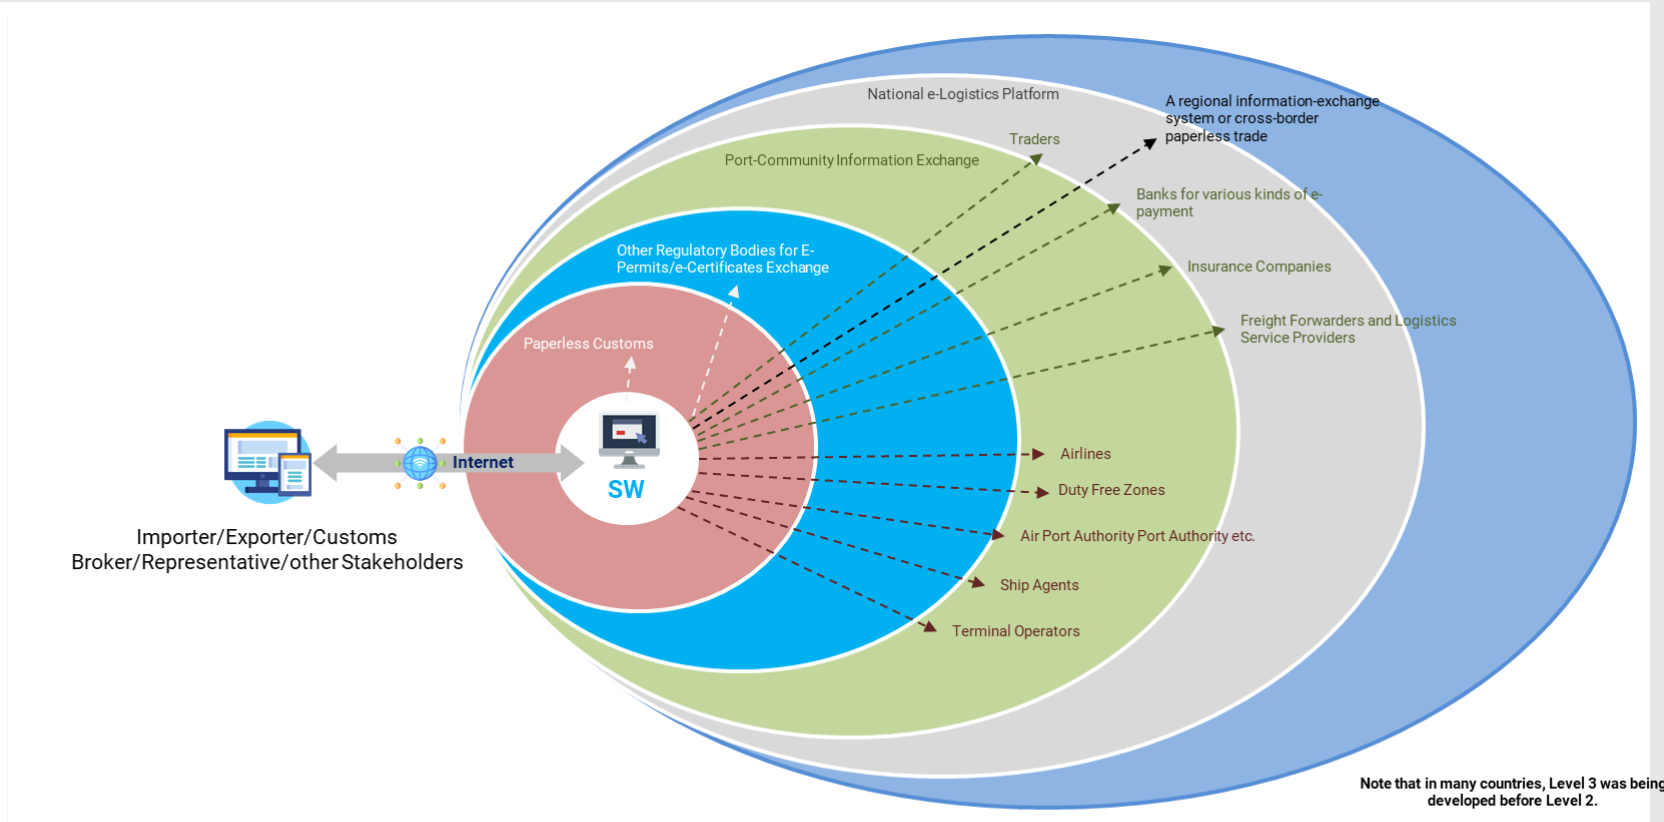 National e-Logistics Platform
A regional information-exchange
system or cross-border
paperless trade
Traders
Port-Community Information Exchange
Banks for various kinds of e-
payment
Other Regulatory Bodies for E-
Permits/e-Certificates Exchange
Insurance Companies
Freight Forwarders and Logistics
Service Providers
Paperless Customs
Internet
SW
Airlines
Duty Free Zones
Importer/Exporter/Customs
Broker/Representative/other Stakeholders
Air Port Authority Port Authority etc.
Ship Agents
Terminal Operators
Note that in many countries, Level 3 was being
developed before Level 2.